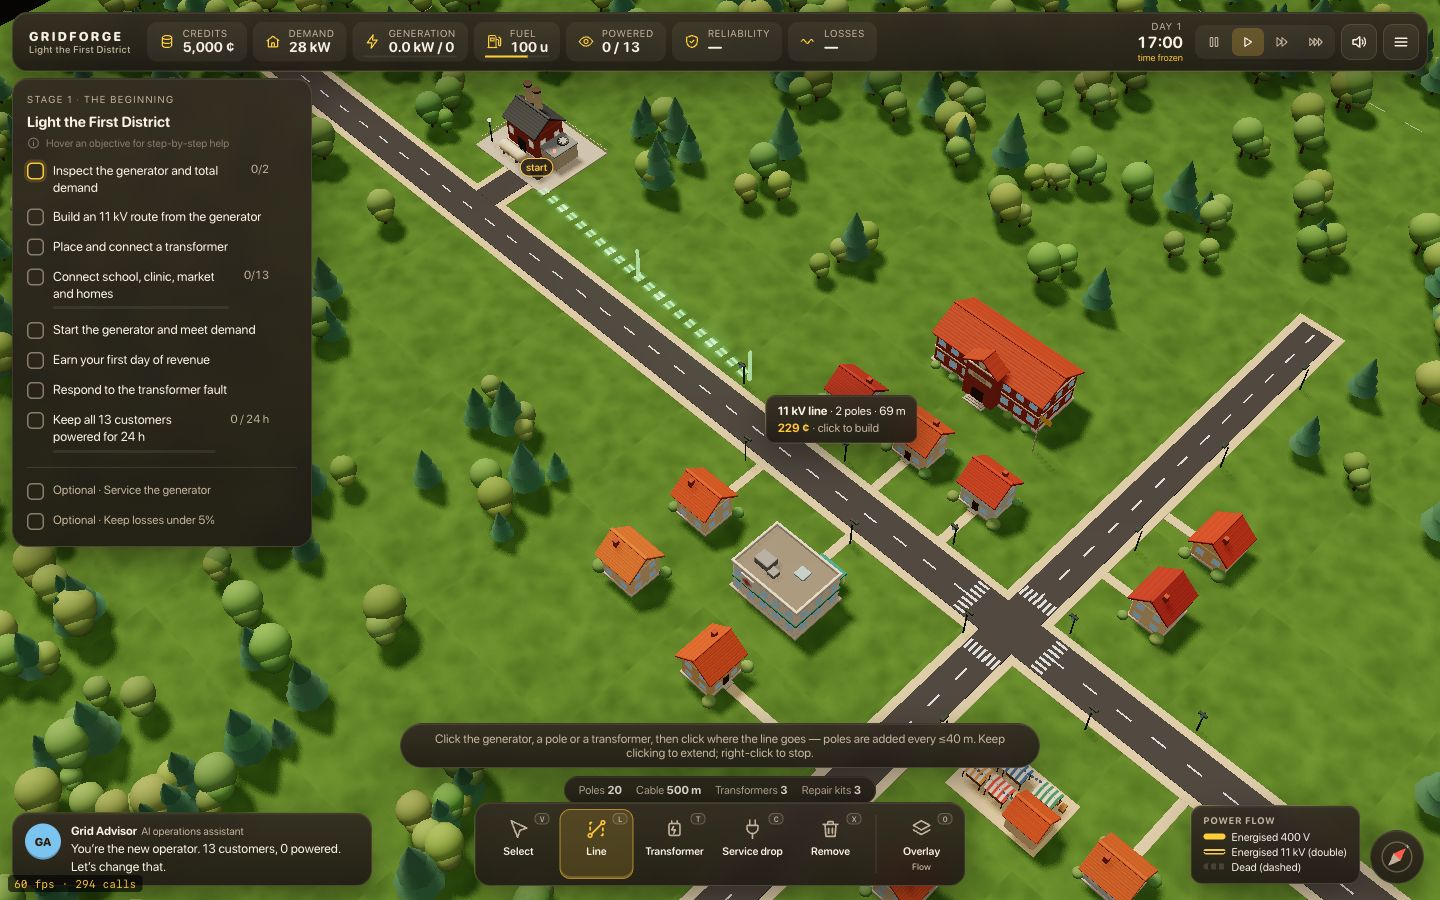 GRIDFORGE
Light the First District
CREDITS
5,000 ¢
DEMAND
28 kW
GENERATION
0.0 kW / 0
FUEL
100 u
POWERED
0 / 13
RELIABILITY
—
LOSSES
—
DAY 1
17:00
time frozen
STAGE 1 · THE BEGINNING
Light the First District
Hover an objective for step-by-step help
Inspect the generator and total
demand
0/2
Build an 11 kV route from the generator
Place and connect a transformer
Connect school, clinic, market
and homes
0/13
Start the generator and meet demand
Earn your first day of revenue
Respond to the transformer fault
Keep all 13 customers
powered for 24 h
0 / 24 h
Optional · Service the generator
Optional · Keep losses under 5%
start
11 kV line · 2 poles · 69 m
229 ¢ · click to build
Click the generator, a pole or a transformer, then click where the line goes — poles are added every ≤40 m. Keep
clicking to extend; right-click to stop.
Poles 20 Cable 500 m Transformers 3 Repair kits 3
V
Select
L
Line
T
Transformer
C
Service drop
X
Remove
O
Overlay
Flow
GA
Grid Advisor AI operations assistant
You're the new operator. 13 customers, 0 powered.
Let's change that.
60 fps · 294 calls
POWER FLOW
Energised 400 V
Energised 11 kV (double)
Dead (dashed)